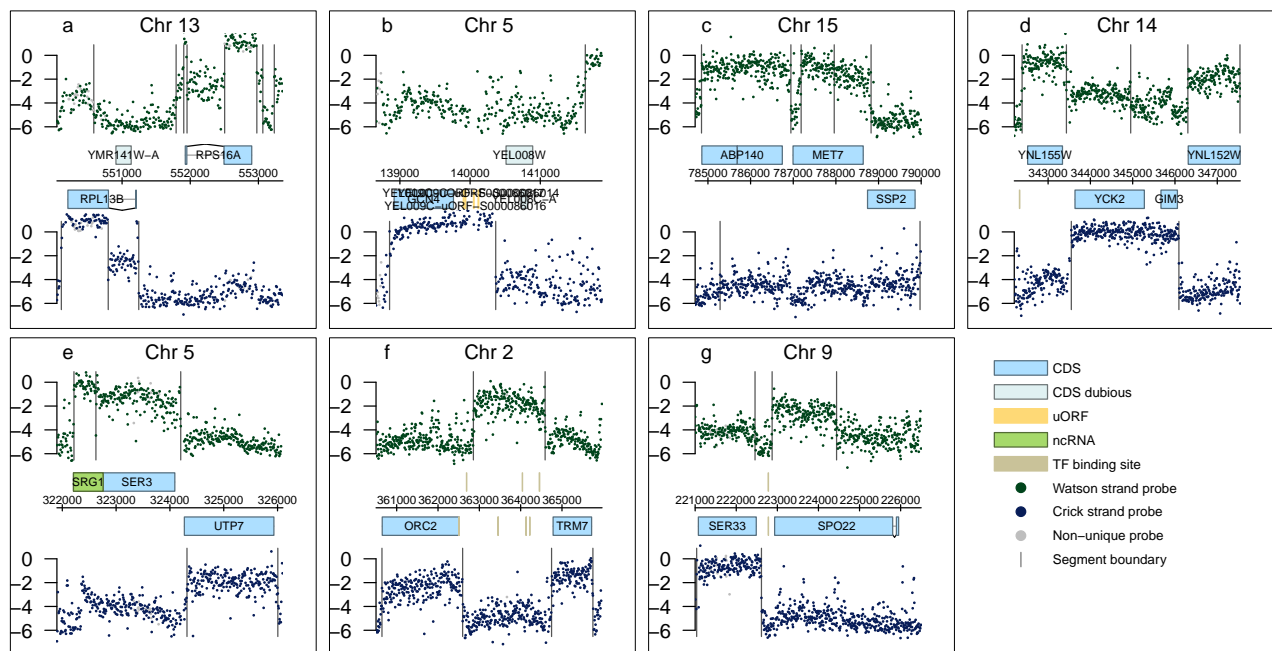 a Chr 13
0
−2
−4
−6
YMR141W−A RPS16A
551000 552000 553000
RPL13B
0
−2
−4
−6
b Chr 5
0
−2
−4
−6
YEL008W
139000 140000 141000
GCN4 YEL008C−A
YEL009C−uORF−S000086016
0
−2
−4
−6
c Chr 15
0
−2
−4
−6
ABP140 MET7
785000 786000 787000 788000 789000 790000
SSP2
0
−2
−4
−6
d Chr 14
0
−2
−4
−6
YNL155W YNL152W
343000 344000 345000 346000 347000
YCK2 GIM3
0
−2
−4
−6
e Chr 5
0
−2
−4
−6
SRG1 SER3
322000 323000 324000 325000 326000
UTP7
0
−2
−4
−6
f Chr 2
0
−2
−4
−6
361000 362000 363000 364000 365000
ORC2 TRM7
0
−2
−4
−6
g Chr 9
0
−2
−4
−6
221000 222000 223000 224000 225000 226000
SER33 SPO22
0
−2
−4
−6
CDS
CDS dubious
uORF
ncRNA
TF binding site
Watson strand probe
Crick strand probe
Non−unique probe
Segment boundary